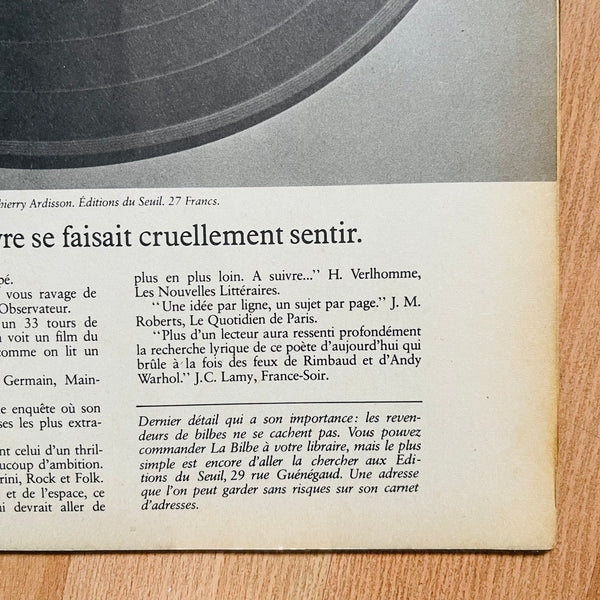 hierry Ardisson. Éditions du Seuil. 27 Francs.
vre se faisait cruellement sentir.
pé.
vous ravage de
Observateur.
un 33 tours de
voit un film du
comme on lit un
Germain, Main-
e enquête où son
ses les plus extra-
nt celui d'un thril-
ucoup d'ambition.
rini, Rock et Folk.
et de l'espace, ce
i devrait aller de
plus en plus loin. A suivre..." H. Verlhomme,
Les Nouvelles Littéraires.
"Une idée par ligne, un sujet par page." J. M.
Roberts, Le Quotidien de Paris.
"Plus d'un lecteur aura ressenti profondément
la recherche lyrique de ce poète d'aujourd'hui qui
brûle à la fois des feux de Rimbaud et d'Andy
Warhol." J.C. Lamy, France-Soir.
Dernier détail qui a son importance: les reven-
deurs de bilbes ne se cachent pas. Vous pouvez
commander La Bilbe à votre libraire, mais le plus
simple est encore d'aller la chercher aux Edi-
tions du Seuil, 29 rue Guénégaud. Une adresse
que l'on peut garder sans risques sur son carnet
d'adresses.